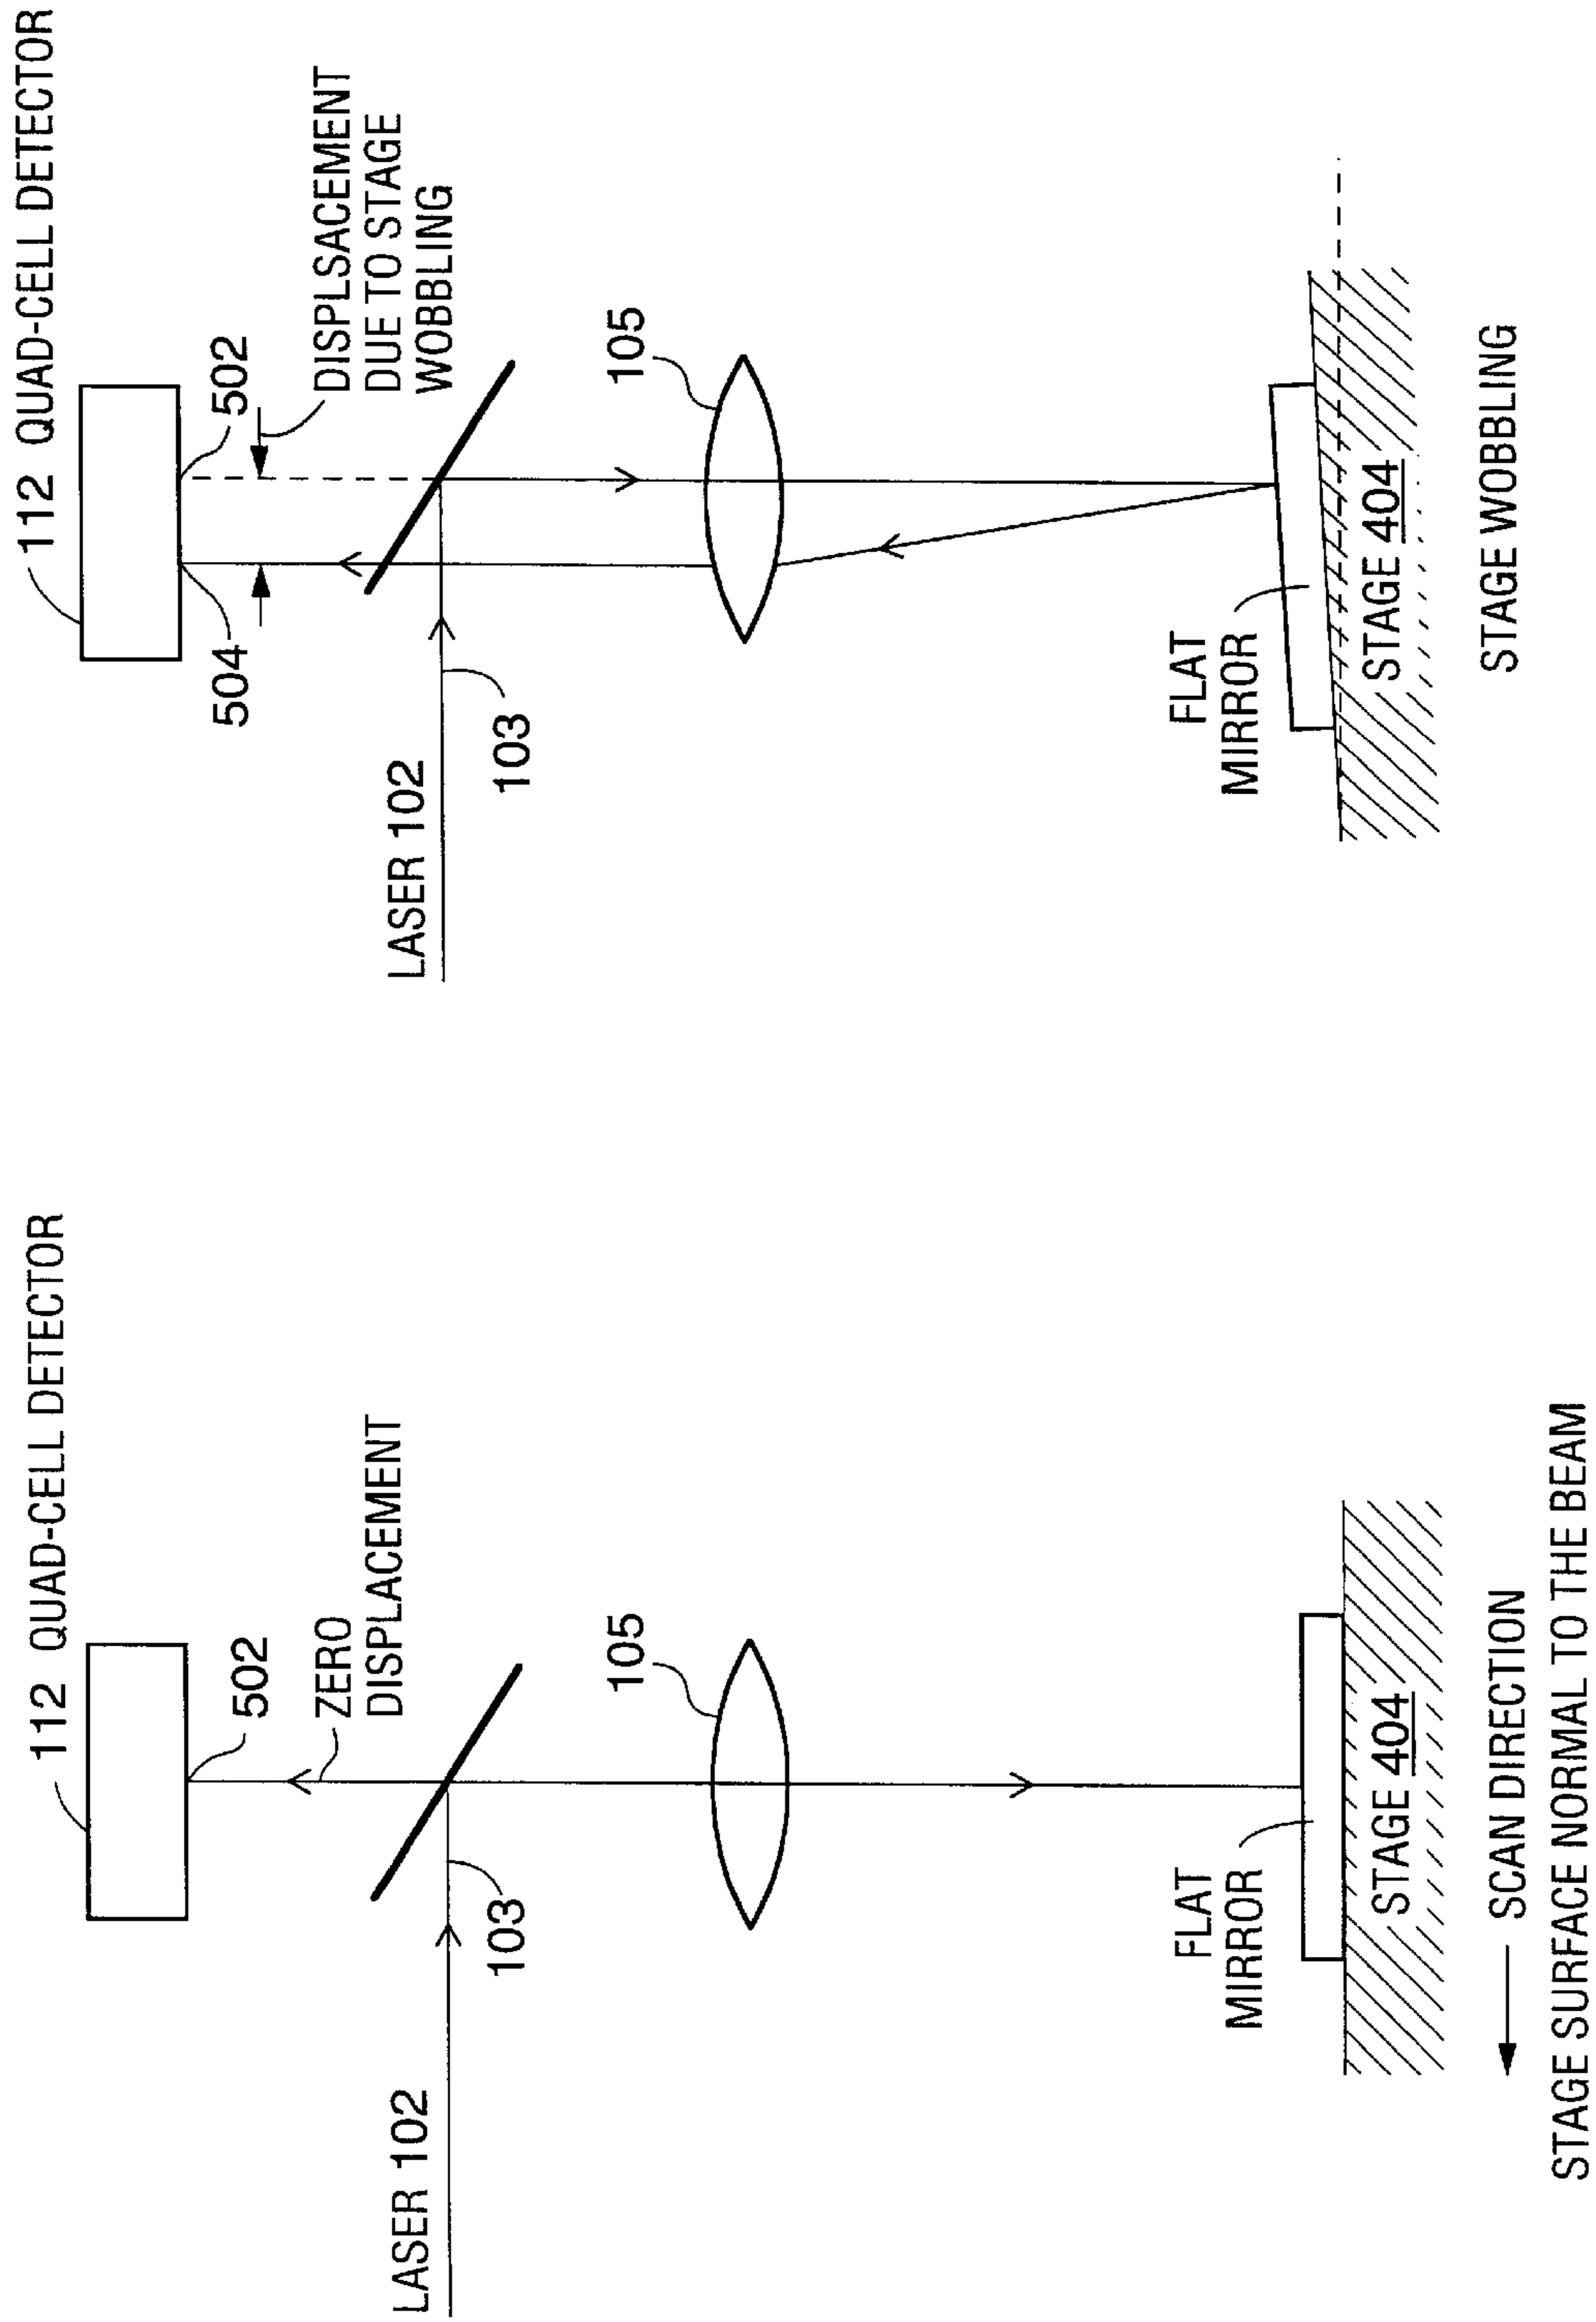 112 QUAD-CELL DETECTOR
502
ZERO
DISPLACEMENT
LASER 102
103
105
FLAT
MIRROR
STAGE 404
SCAN DIRECTION
STAGE SURFACE NORMAL TO THE BEAM
112 QUAD-CELL DETECTOR
504
502
DISPLSACEMENT
DUE TO STAGE
WOBBLING
LASER 102
103
105
FLAT
MIRROR
STAGE 404
STAGE WOBBLING